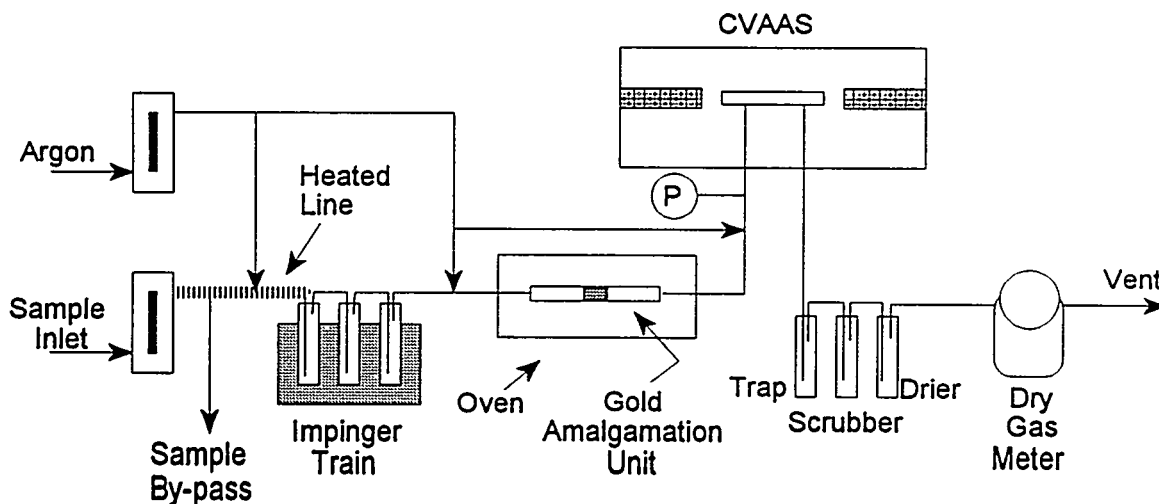 CVAAS
Argon
Heated
Line
P
Sample
Inlet
Vent
Oven
Gold
Amalgamation
Unit
Impinger
Train
Sample
By-pass
Trap
Drier
Scrubber
Dry
Gas
Meter